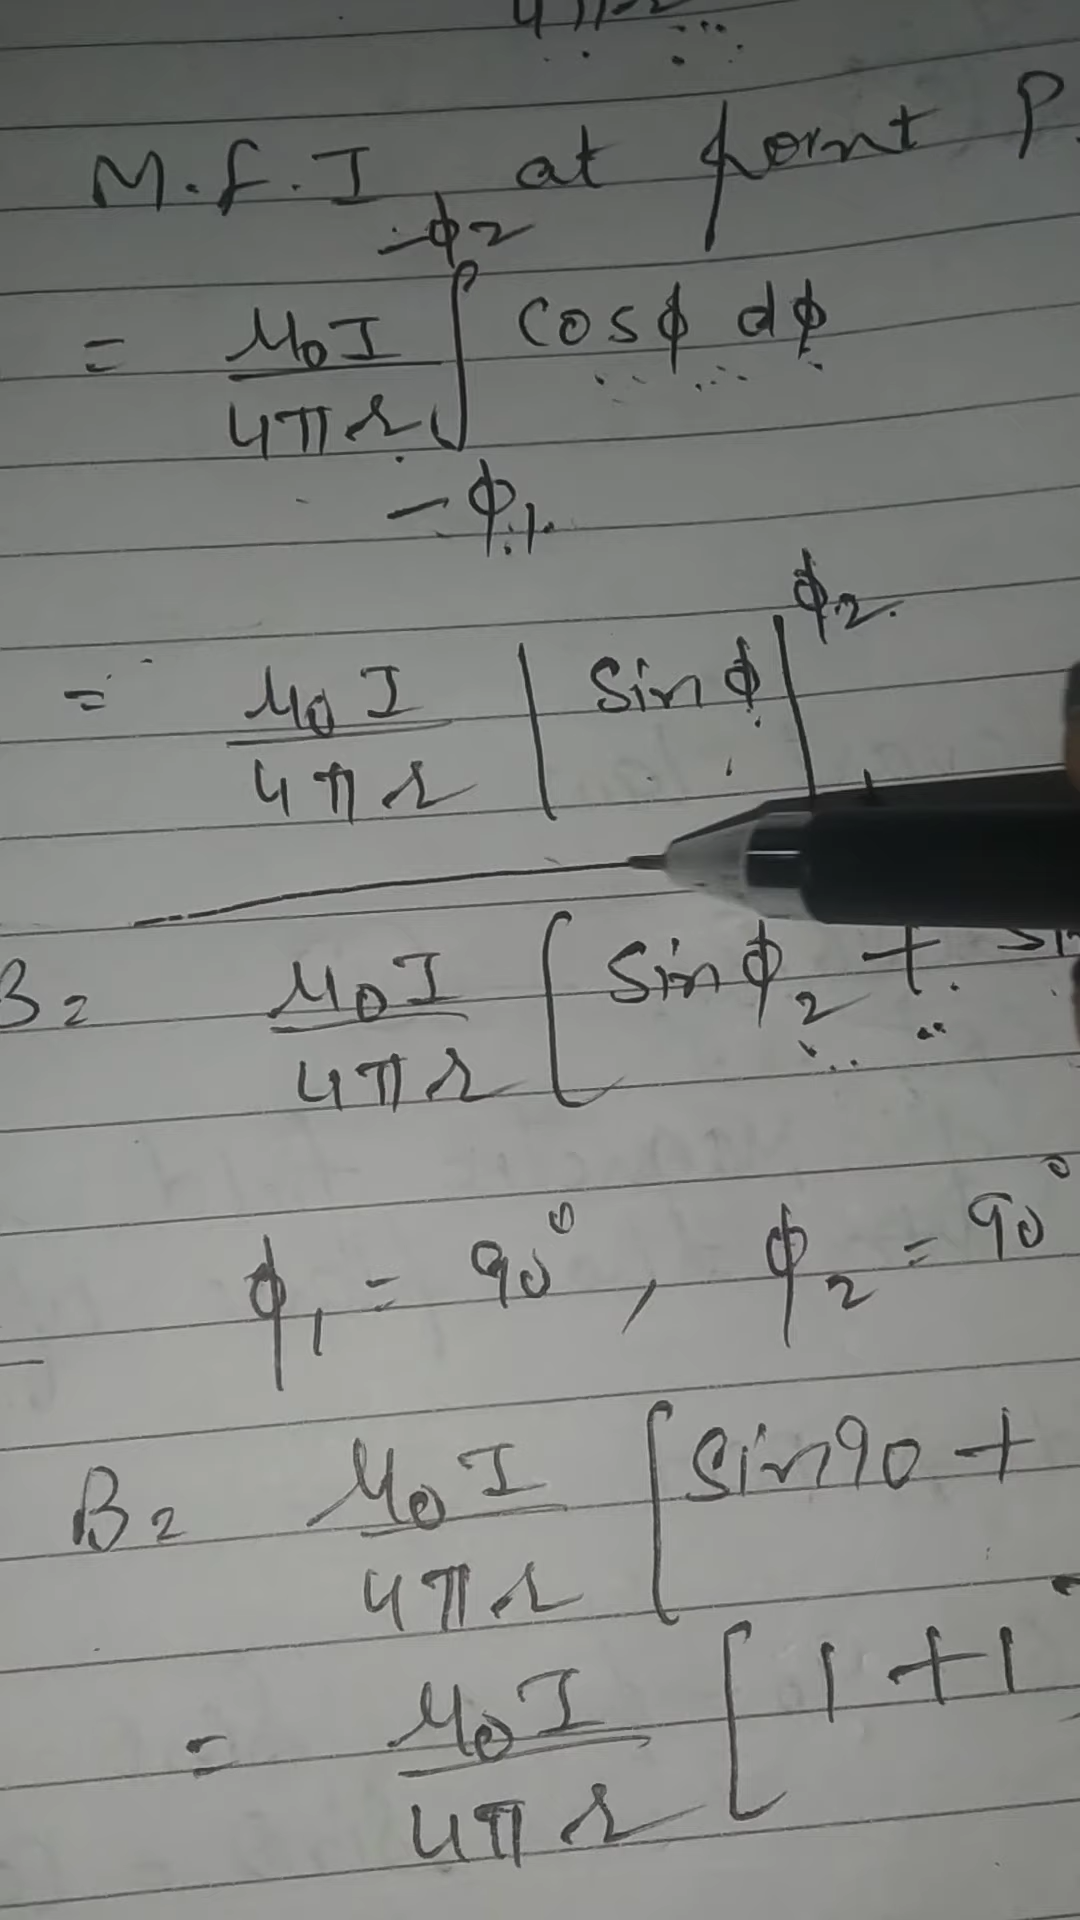 M.F.I at point P.
-ϕ2
= μ0I / 4πr ∫ cosϕ dϕ
-ϕ1
ϕ2
= μ0I / 4πr | sinϕ |
B = μ0I / 4πr [ sinϕ2 +
ϕ1 = 90°, ϕ2 = 90°
B = μ0I / 4πr [ sin90 +
= μ0I / 4πr [ 1 + 1